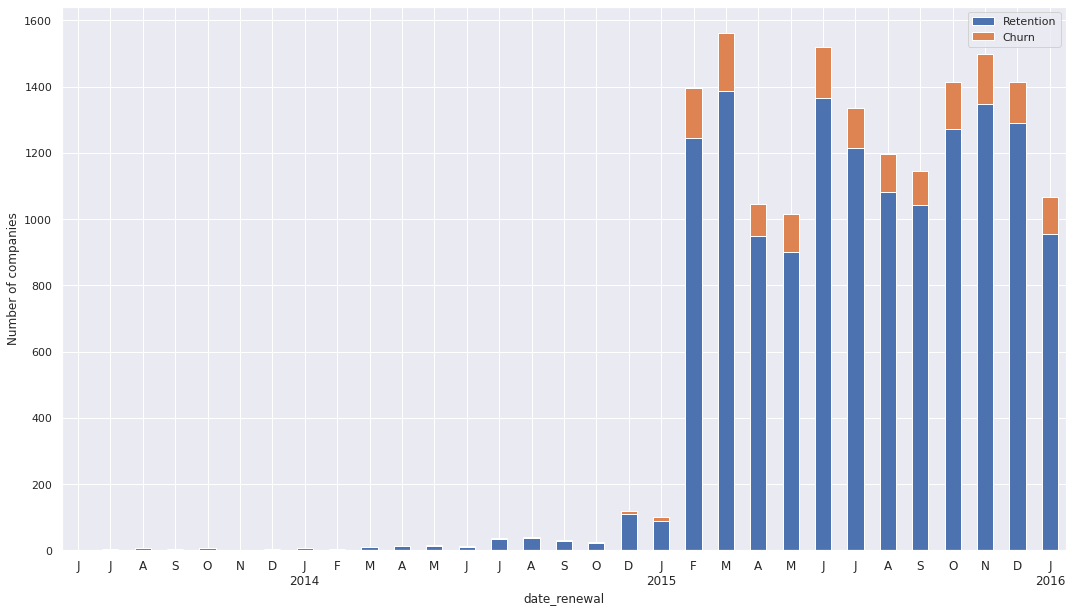 1600
1400
1200
1000
800
600
400
200
0
Number of companies
Retention
Churn
J J A S O N D J F M A M J J A S O D J F M A M J J A S O N D J
2014 2015 2016
date_renewal